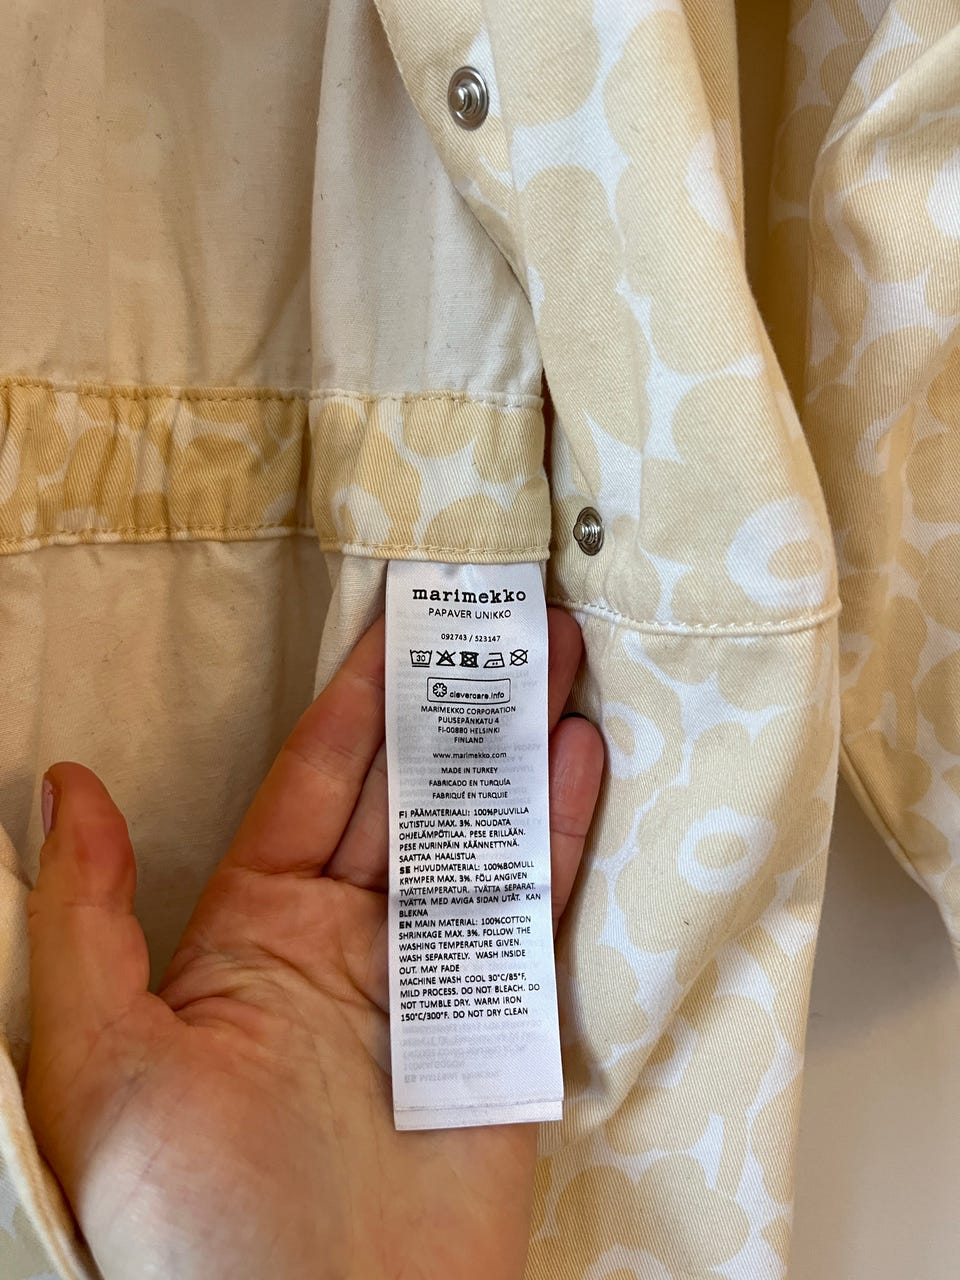 marimekko
PAPAVER UNIKKO
092743 / 523147
30
clevercare.info
MARIMEKKO CORPORATION
PUUSEPÄNKATU 4
FI-00880 HELSINKI
FINLAND
www.marimekko.com
MADE IN TURKEY
FABRICADO EN TURQUÍA
FABRIQUÉ EN TURQUIE
FI PÄÄMATERIAALI: 100%PUUVILLA
KUTISTUU MAX. 3%. NOUDATA
OHJELÄMPÖTILAA. PESE ERILLÄÄN.
PESE NURINPÄIN KÄÄNNETTYNÄ.
SAATTAA HAALISTUA
SE HUVUDMATERIAL: 100%BOMULL
KRYMPER MAX. 3%. FÖLJ ANGIVEN
TVÄTTEMPERATUR. TVÄTTA SEPARAT.
TVÄTTA MED AVIGA SIDAN UTÅT. KAN
BLEKNA
EN MAIN MATERIAL: 100%COTTON
SHRINKAGE MAX. 3%. FOLLOW THE
WASHING TEMPERATURE GIVEN.
WASH SEPARATELY. WASH INSIDE
OUT. MAY FADE
MACHINE WASH COOL 30°C/85°F,
MILD PROCESS. DO NOT BLEACH. DO
NOT TUMBLE DRY. WARM IRON
150°C/300°F. DO NOT DRY CLEAN